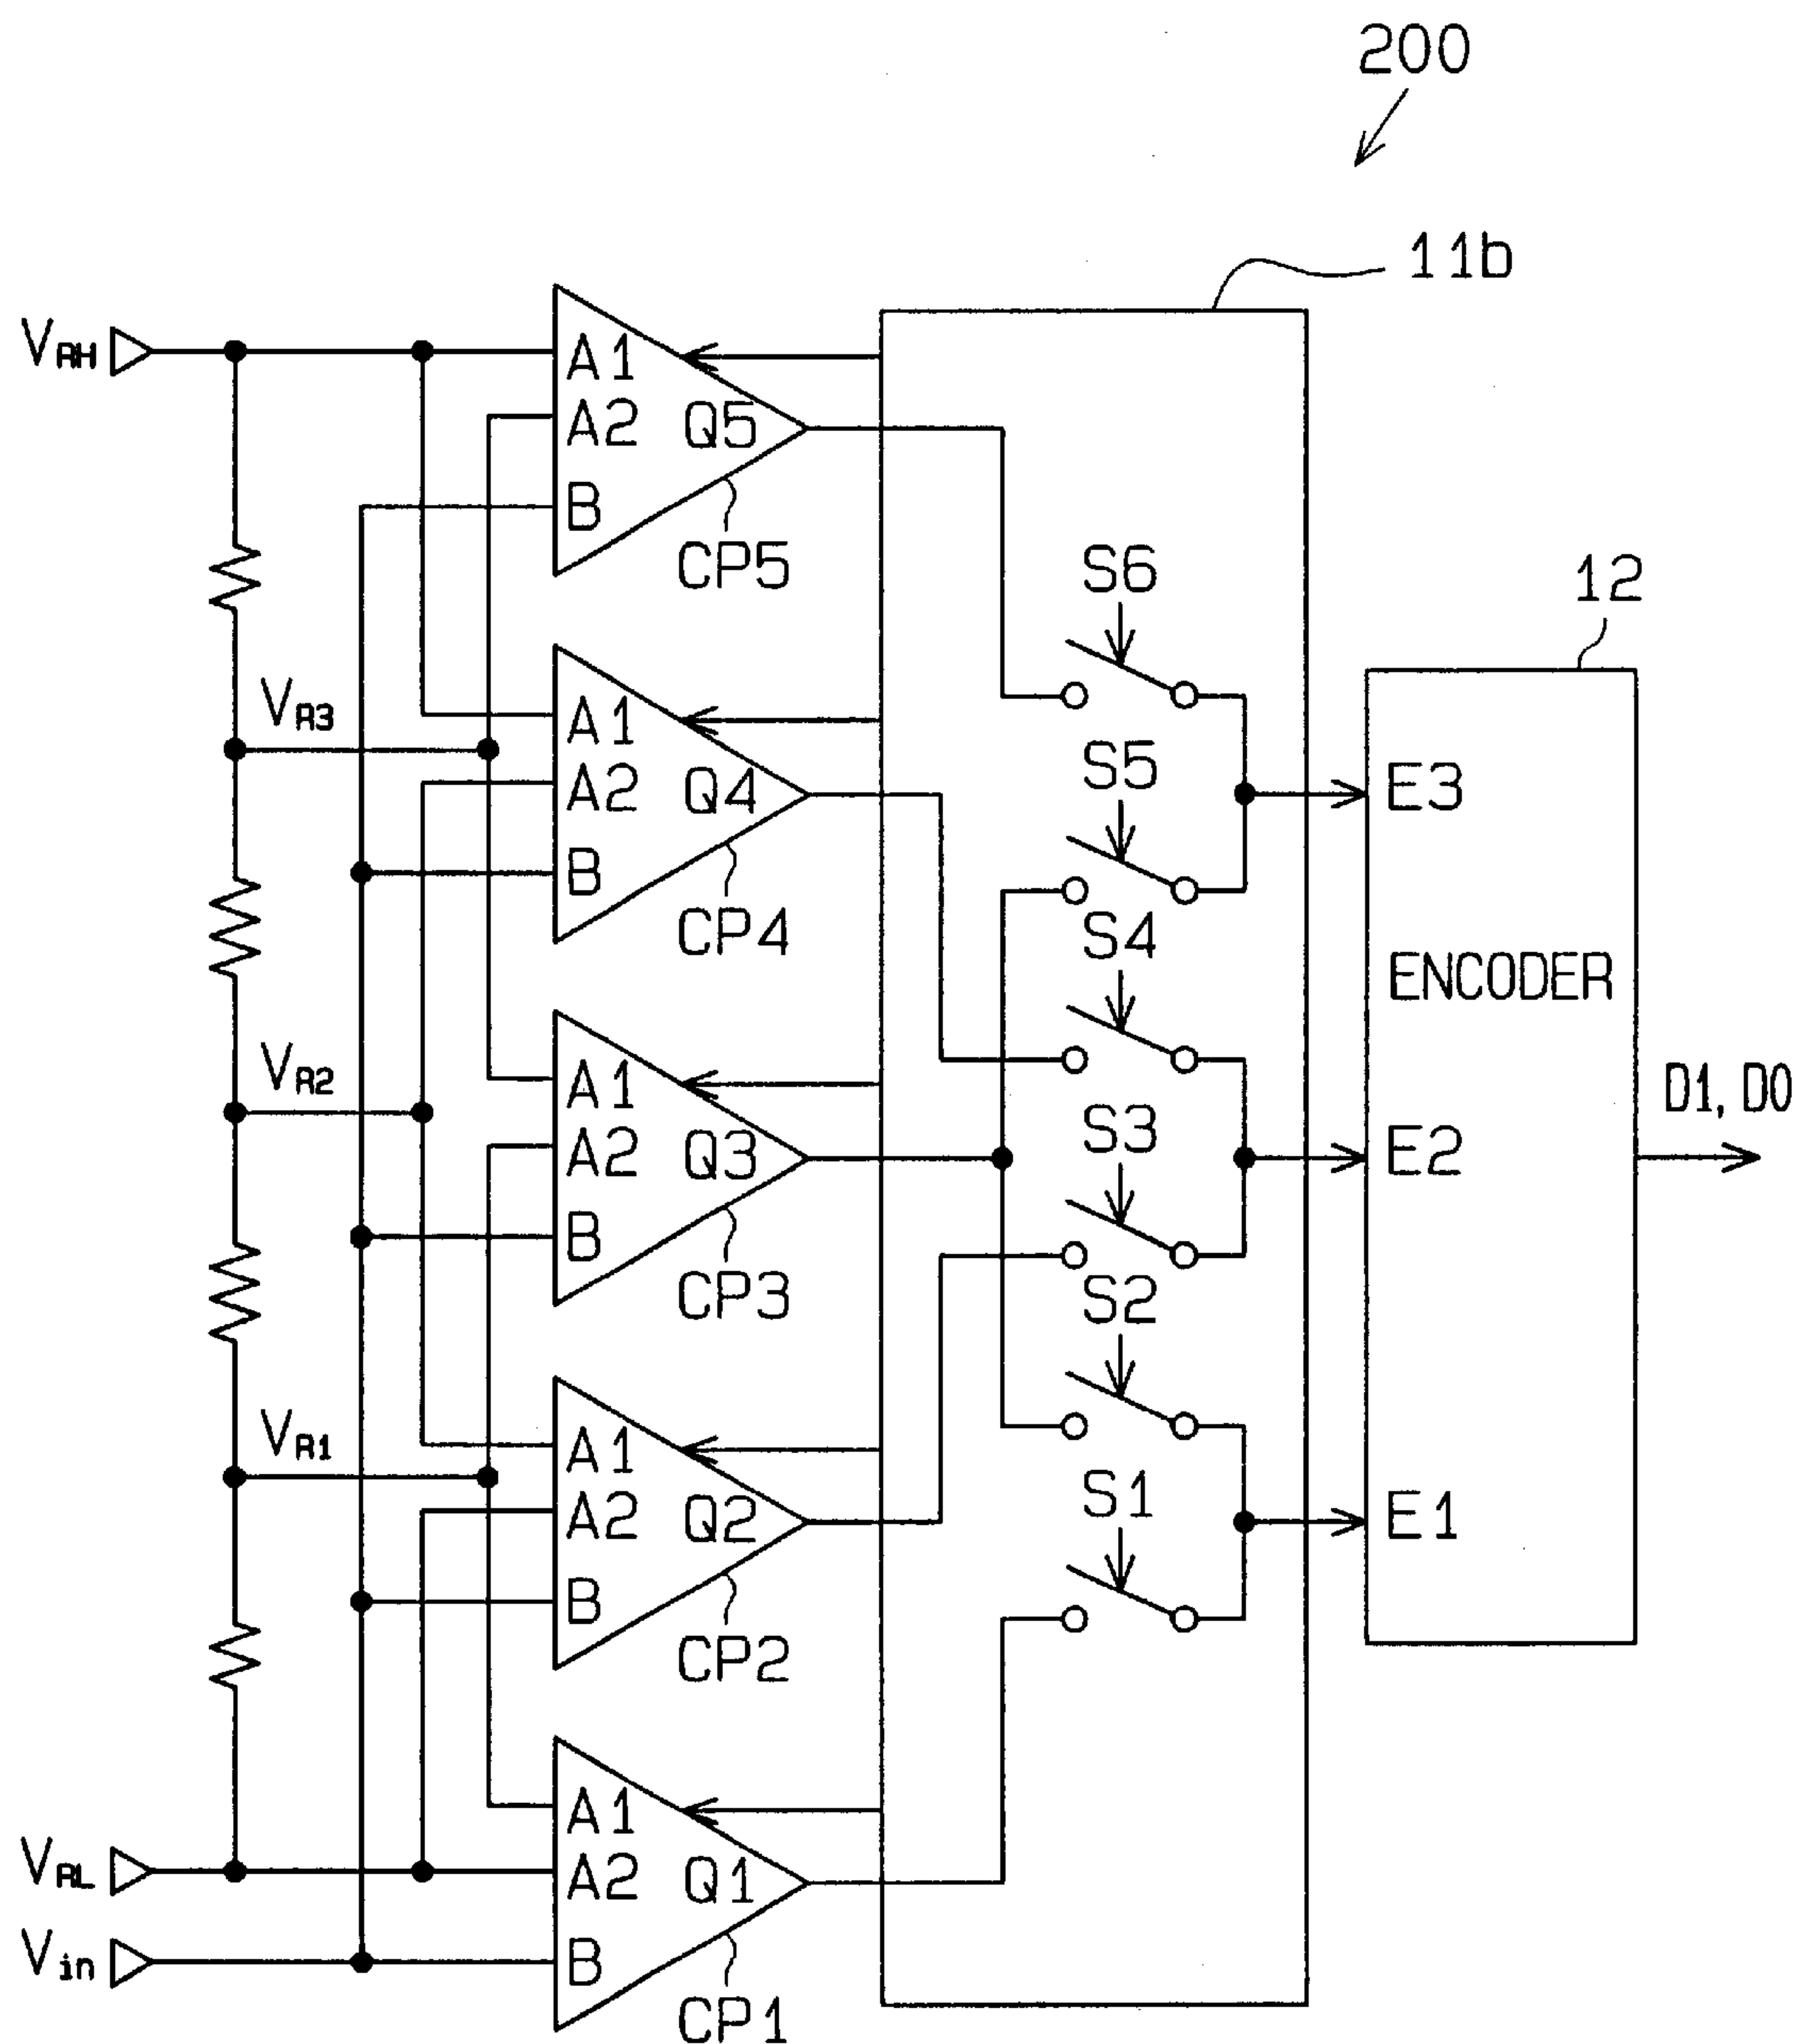 200
11b
V_RH
A1
A2
B
Q5
CP5
S6
12
V_R3
A1
A2
B
Q4
CP4
S5
E3
S4
ENCODER
V_R2
A1
A2
B
Q3
CP3
S3
E2
D1, D0
S2
V_R1
A1
A2
B
Q2
CP2
S1
E1
V_RL
V_in
A1
A2
B
Q1
CP1